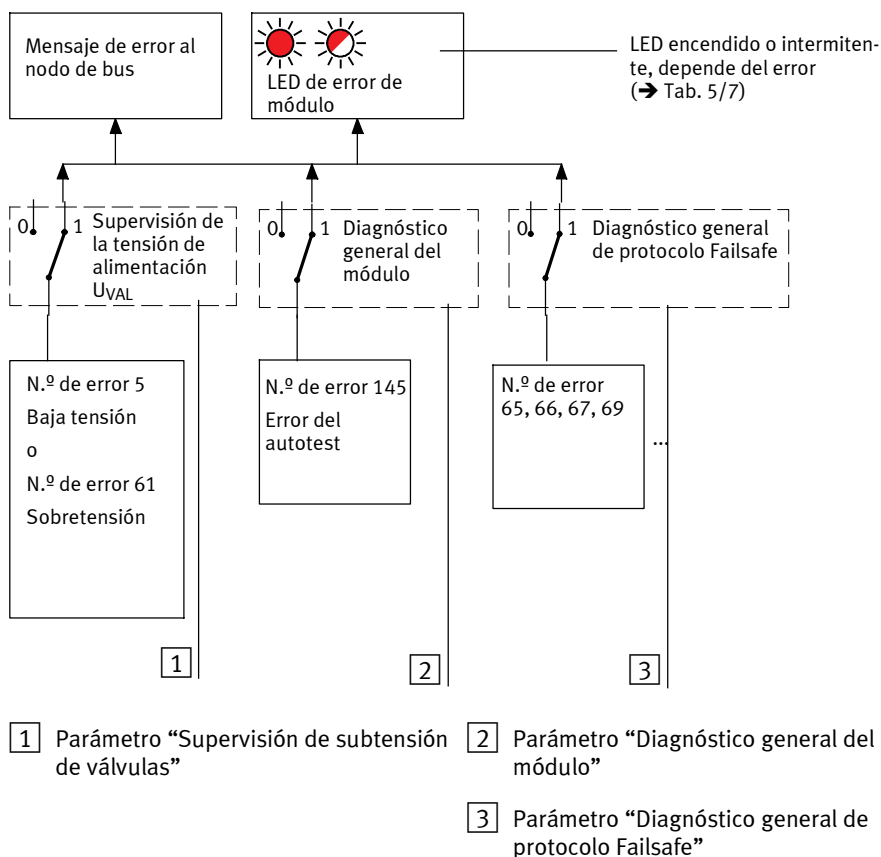 Mensaje de error al
nodo de bus
LED de error de
módulo
LED encendido o intermiten-
te, depende del error
(➔ Tab. 5/7)
0 1 Supervisión de
la tensión de
alimentación
UVAL
0 1 Diagnóstico
general del
módulo
0 1 Diagnóstico general
de protocolo Failsafe
N.º de error 5
Baja tensión
o
N.º de error 61
Sobretensión
N.º de error 145
Error del
autotest
N.º de error
65, 66, 67, 69
...
1
2
3
1 Parámetro “Supervisión de subtensión
de válvulas”
2 Parámetro “Diagnóstico general del
módulo”
3 Parámetro “Diagnóstico general de
protocolo Failsafe”